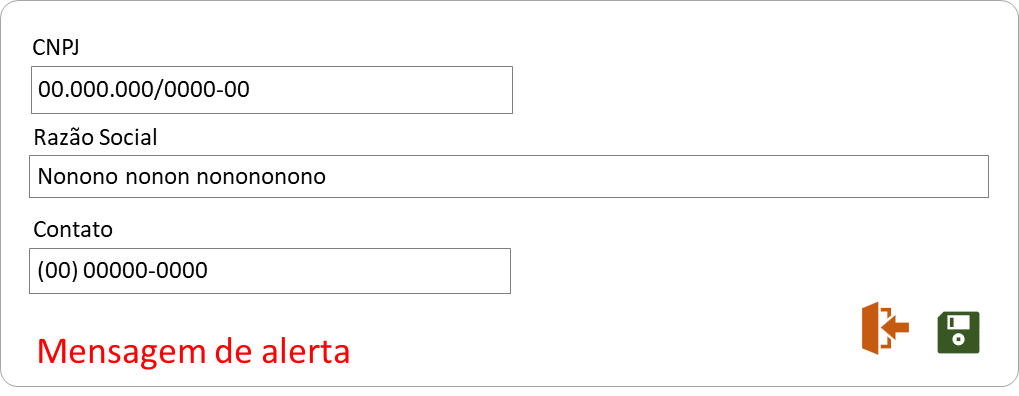 CNPJ
00.000.000/0000-00
Razão Social
Nonono nonon nonononono
Contato
(00) 00000-0000
Mensagem de alerta